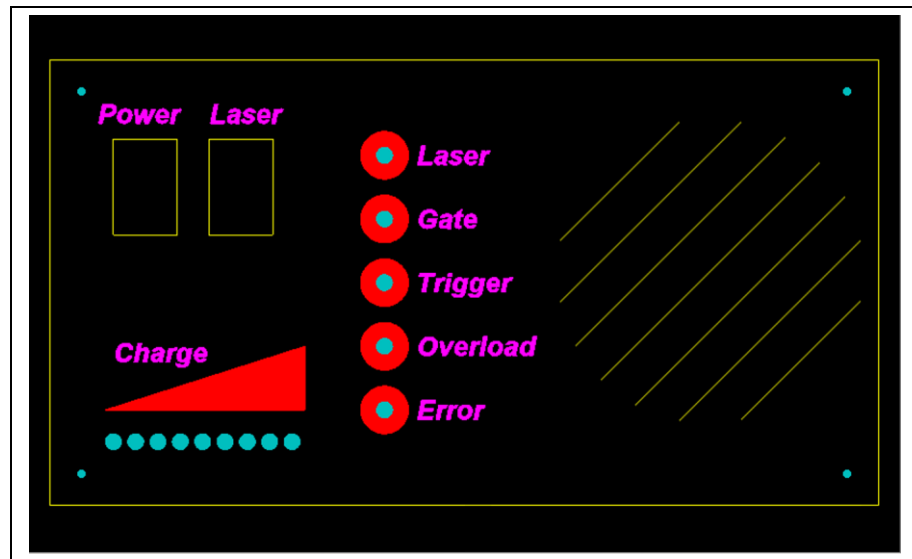 Power Laser
Laser
Gate
Trigger
Overload
Charge
Error